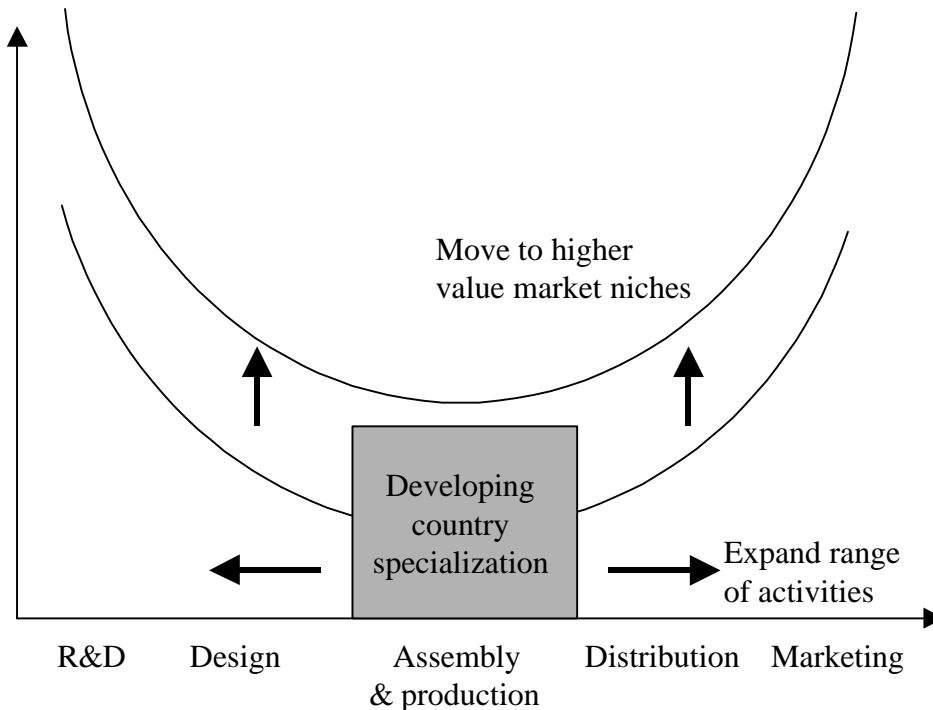 Move to higher
value market niches
Developing
country
specialization
Expand range
of activities
R&D
Design
Assembly
& production
Distribution
Marketing